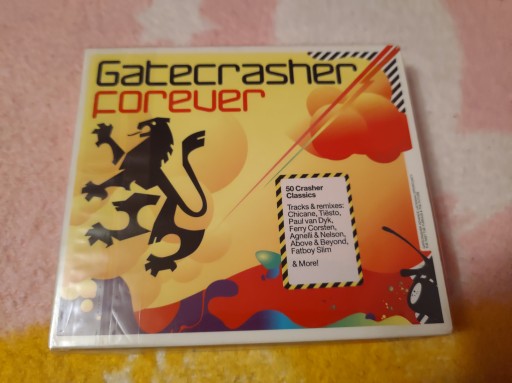 Gatecrasher
Forever
50 Crasher
Classics
Tracks & remixes:
Chicane, Tiësto,
Paul van Dyk,
Ferry Corsten,
Agnelli & Nelson,
Above & Beyond,
Fatboy Slim
& More!